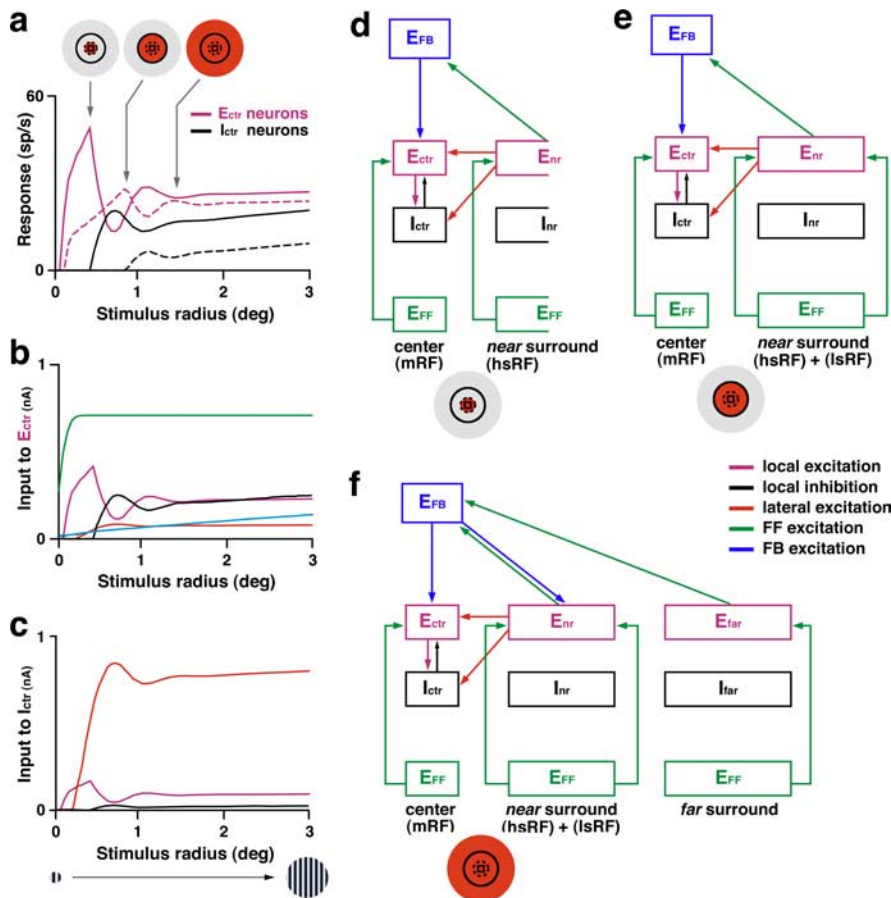 a
60
Response (sp/s)
0
Ectr neurons
Ictr neurons
0 1 2 3
Stimulus radius (deg)
b
1
Input to Ectr (nA)
0
0 1 2 3
Stimulus radius (deg)
c
1
Input to Ictr (nA)
0
0 1 2 3
Stimulus radius (deg)
d
EFB
Ectr Enr
Ictr Inr
EFF EFF
center near surround
(mRF) (hsRF)
e
EFB
Ectr Enr
Ictr Inr
EFF EFF
center near surround
(mRF) (hsRF) + (lsRF)
local excitation
local inhibition
lateral excitation
FF excitation
FB excitation
f
EFB
Ectr Enr Efar
Ictr Inr Ifar
EFF EFF EFF
center near surround far surround
(mRF) (hsRF) + (lsRF)